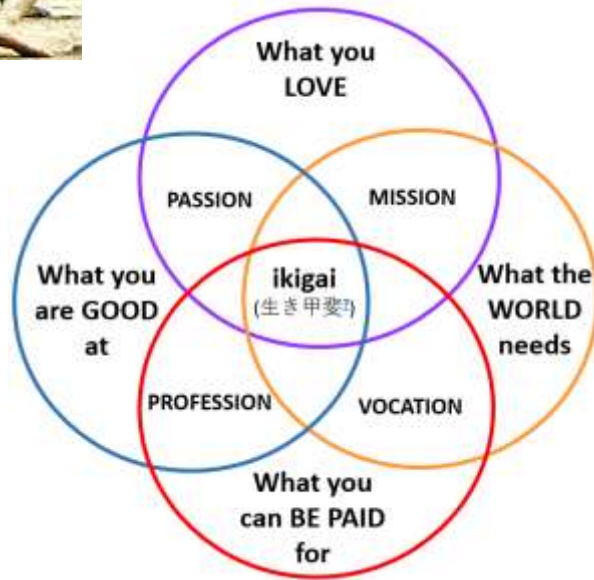 What you
LOVE
PASSION
MISSION
What you
are GOOD
at
ikigai
(生き甲斐?)
What the
WORLD
needs
PROFESSION
VOCATION
What you
can BE PAID
for